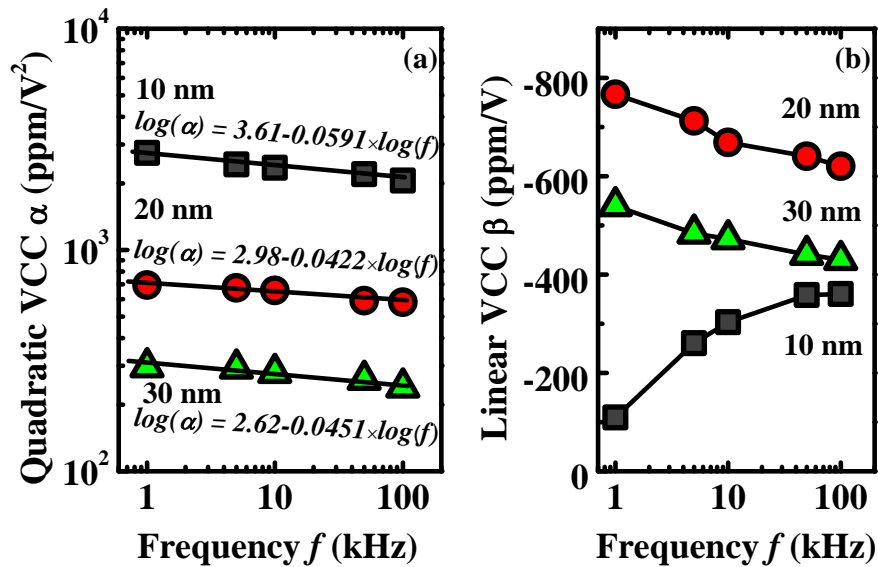 (a)
10 nm
log(α) = 3.61-0.0591×log(f)
20 nm
log(α) = 2.98-0.0422×log(f)
30 nm
log(α) = 2.62-0.0451×log(f)
10⁴
10³
10²
Quadratic VCC α (ppm/V²)
1 10 100
Frequency f (kHz)
(b)
20 nm
30 nm
10 nm
-800
-600
-400
-200
0
Linear VCC β (ppm/V)
1 10 100
Frequency f (kHz)